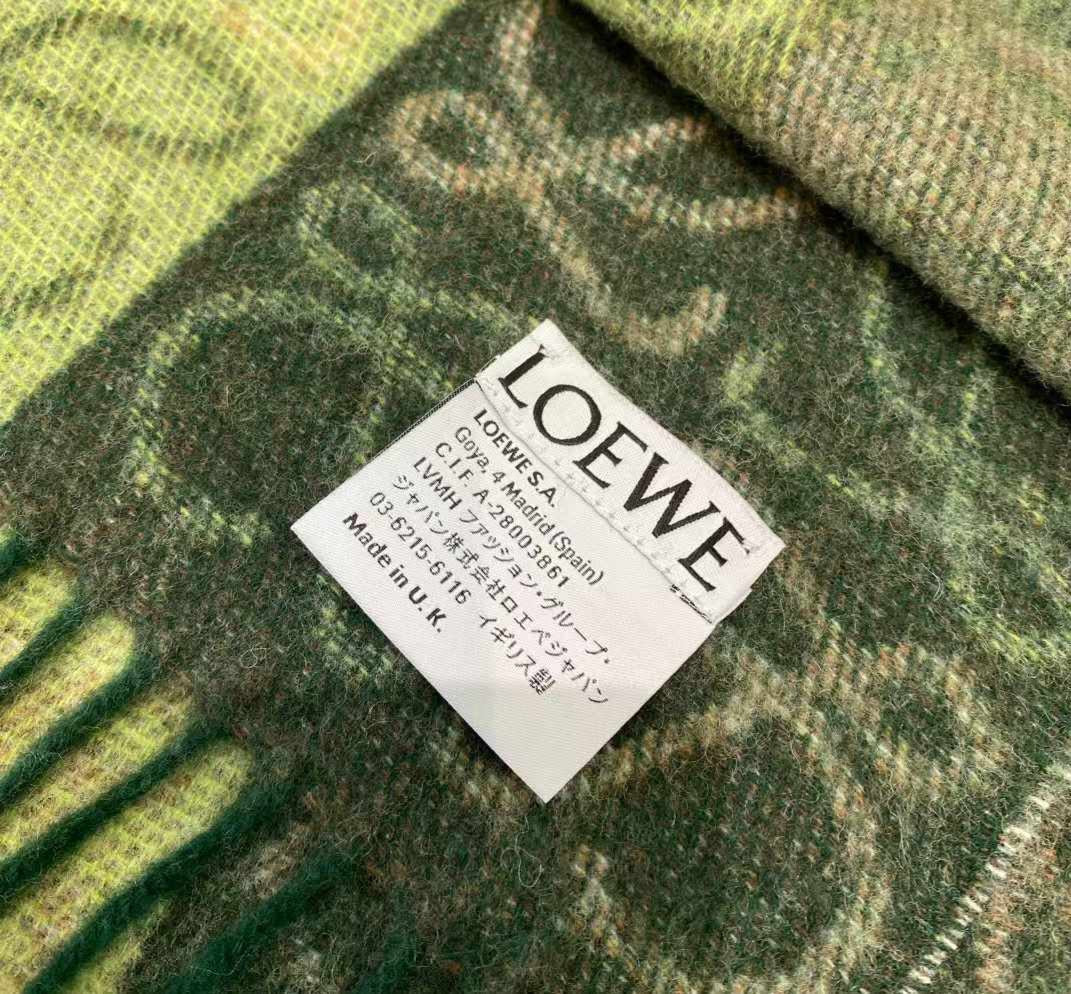 LOEWE
LOEWE S.A.
Goya, 4 Madrid (Spain)
C.I.F. A-28003861
LVMH ファッション・グループ・
ジャパン株式会社ロエベジャパン
03-6215-6116 イギリス製
Made in U.K.